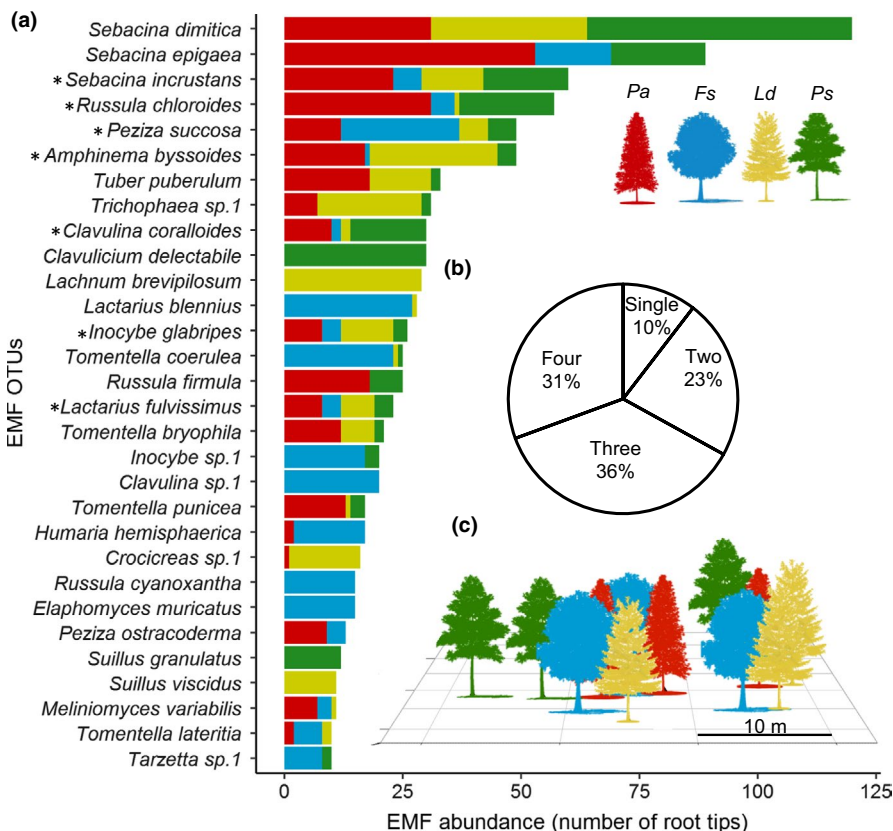 (a)
Sebacina dimitica
Sebacina epigaea
*Sebacina incrustans
*Russula chloroides
*Peziza succosa
*Amphinema byssoides
Tuber puberulum
Trichophaea sp.1
*Clavulina coralloides
Clavulicium delectabile
Lachnum brevipilosum
Lactarius blennius
*Inocybe glabripes
Tomentella coerulea
Russula firmula
*Lactarius fulvissimus
Tomentella bryophila
Inocybe sp.1
Clavulina sp.1
Tomentella punicea
Humaria hemisphaerica
Crocicreas sp.1
Russula cyanoxantha
Elaphomyces muricatus
Peziza ostracoderma
Suillus granulatus
Suillus viscidus
Meliniomyces variabilis
Tomentella lateritia
Tarzetta sp.1
EMF OTUs
0 25 50 75 100 125
EMF abundance (number of root tips)
Pa Fs Ld Ps
(b)
Single
10%
Two
23%
Three
36%
Four
31%
(c)
10 m